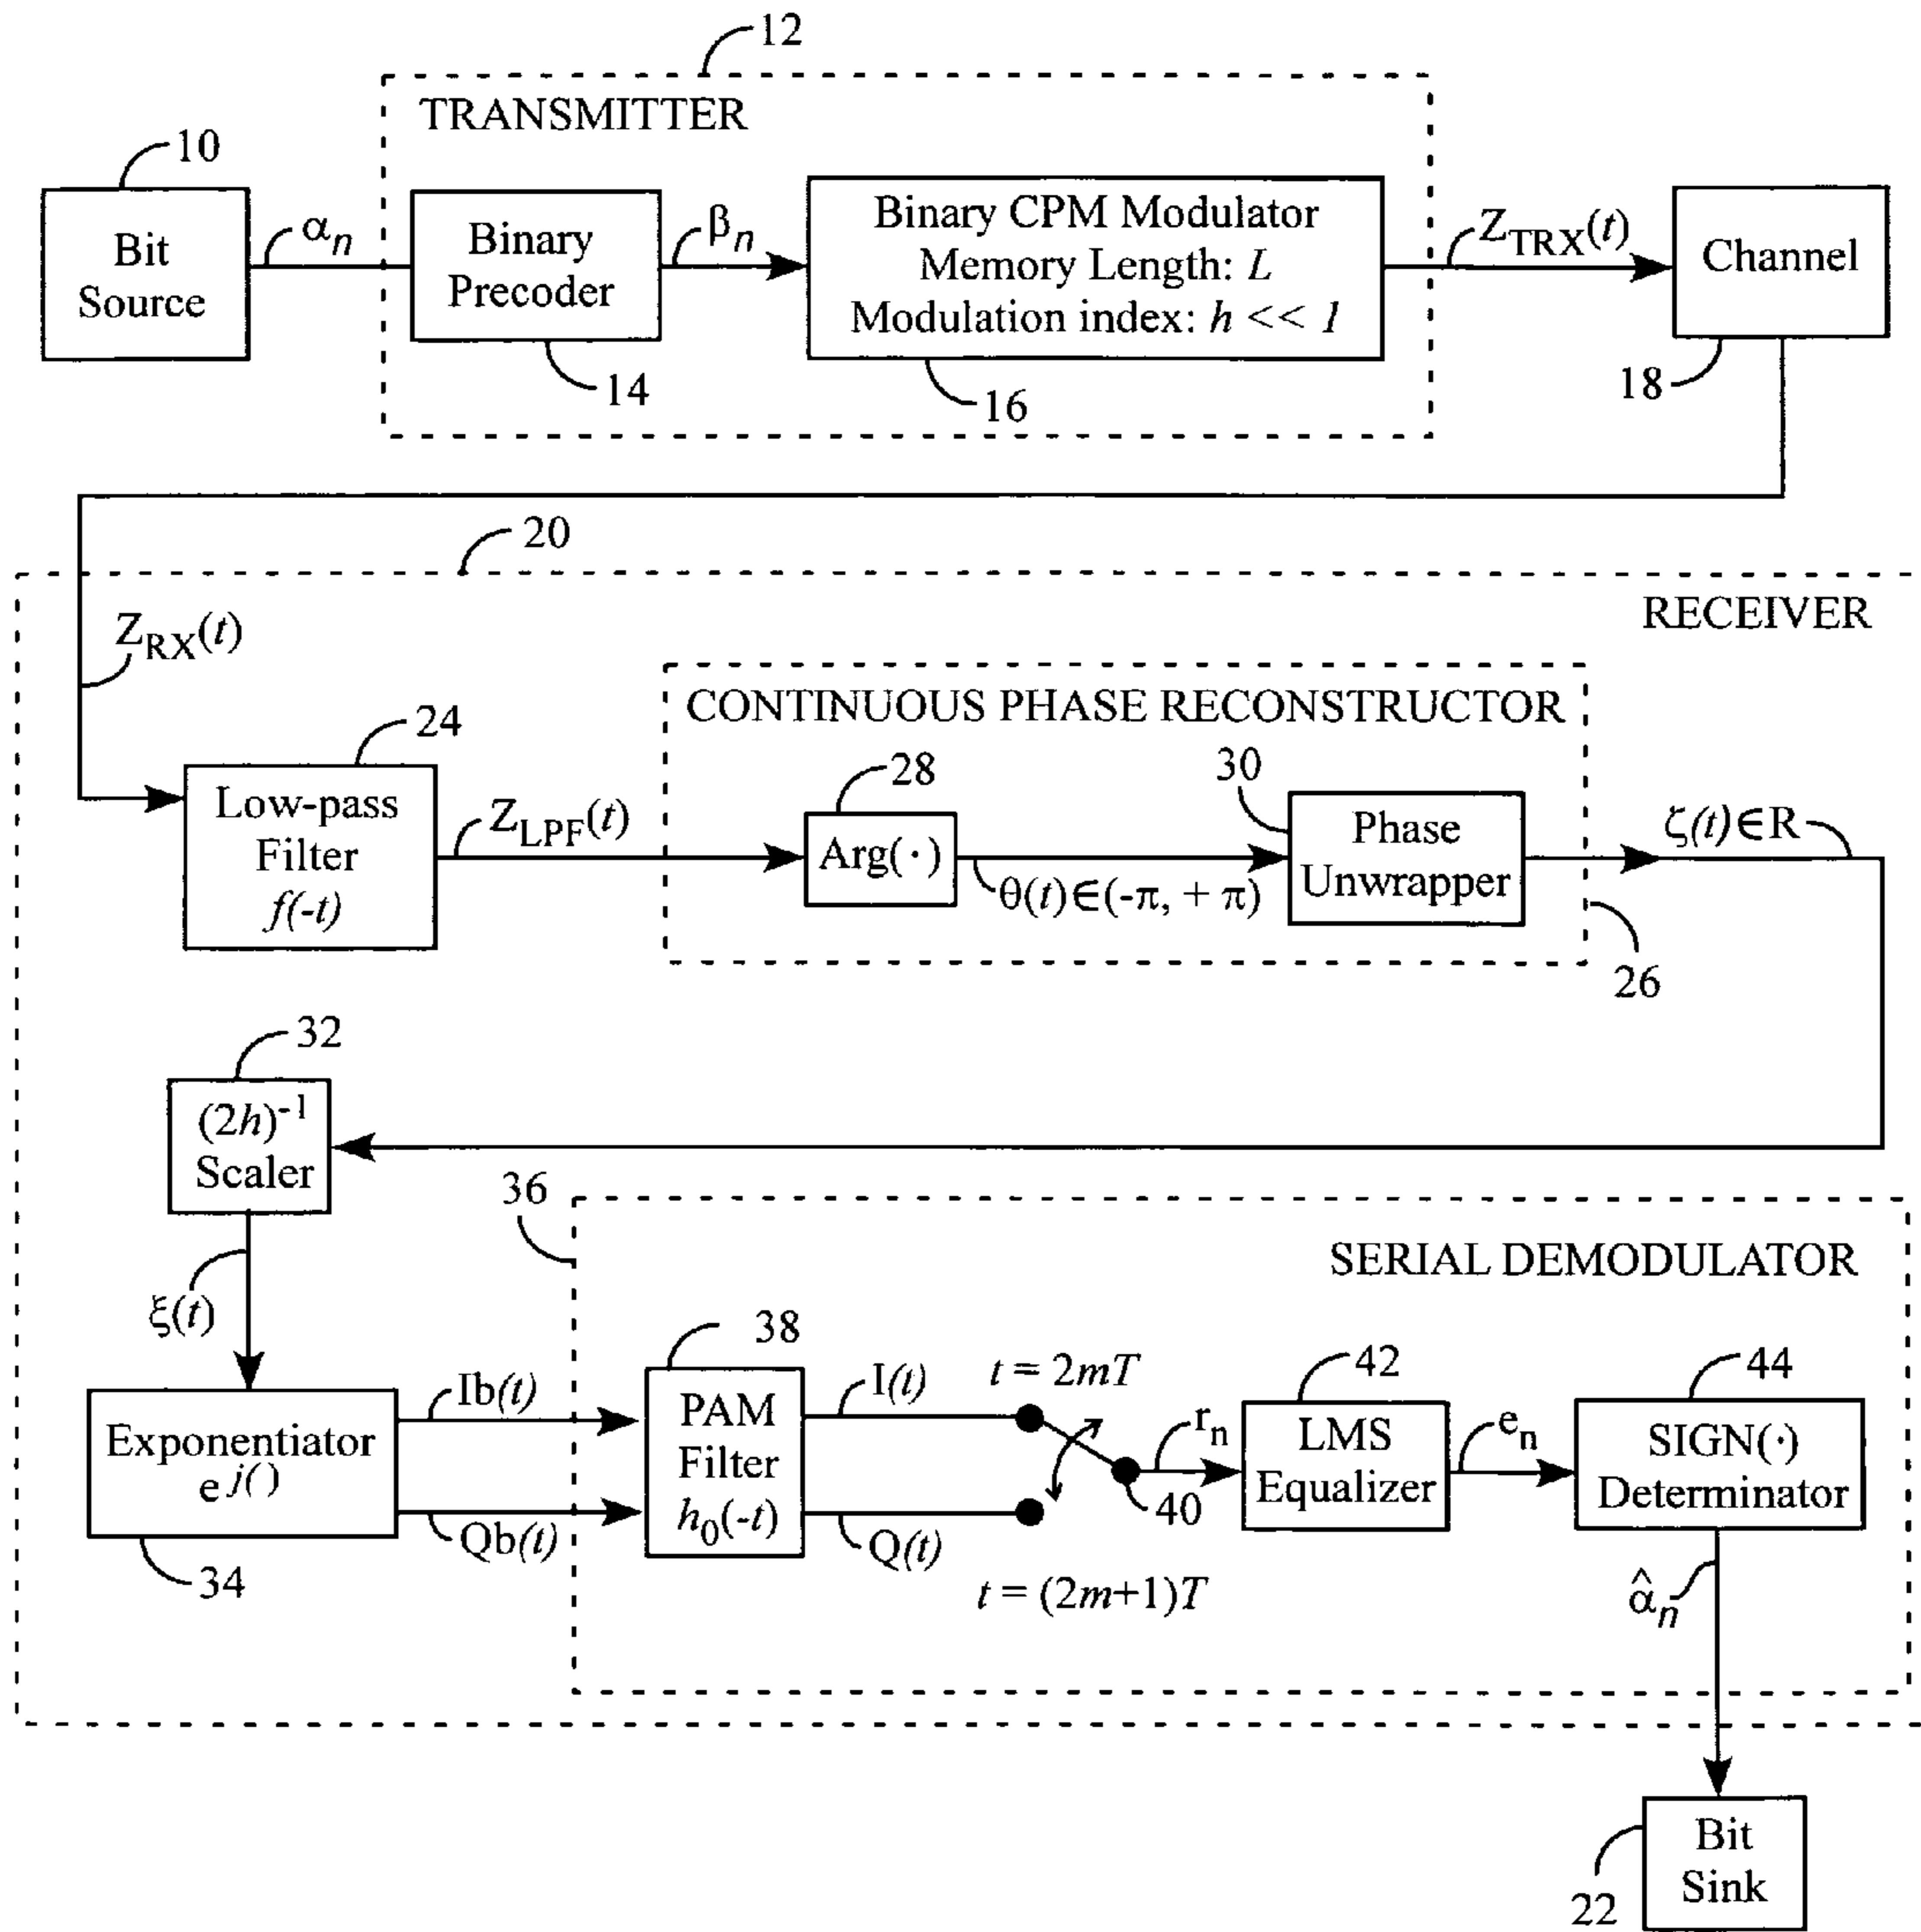 12
TRANSMITTER
10
Bit
Source
αn
Binary
Precoder
14
βn
Binary CPM Modulator
Memory Length: L
Modulation index: h << 1
16
ZTRX(t)
Channel
18
20
RECEIVER
ZRX(t)
24
Low-pass
Filter
f(-t)
ZLPF(t)
CONTINUOUS PHASE RECONSTRUCTOR
28
Arg(·)
θ(t)∈(-π, + π)
30
Phase
Unwrapper
26
ζ(t)∈R
32
(2h)⁻¹
Scaler
ξ(t)
36
SERIAL DEMODULATOR
Exponentiator
e j( )
34
Ib(t)
Qb(t)
38
PAM
Filter
h0(-t)
I(t)
Q(t)
t = 2mT
t = (2m+1)T
40
rn
42
LMS
Equalizer
en
44
SIGN(·)
Determinator
α̂n
Bit
Sink
22